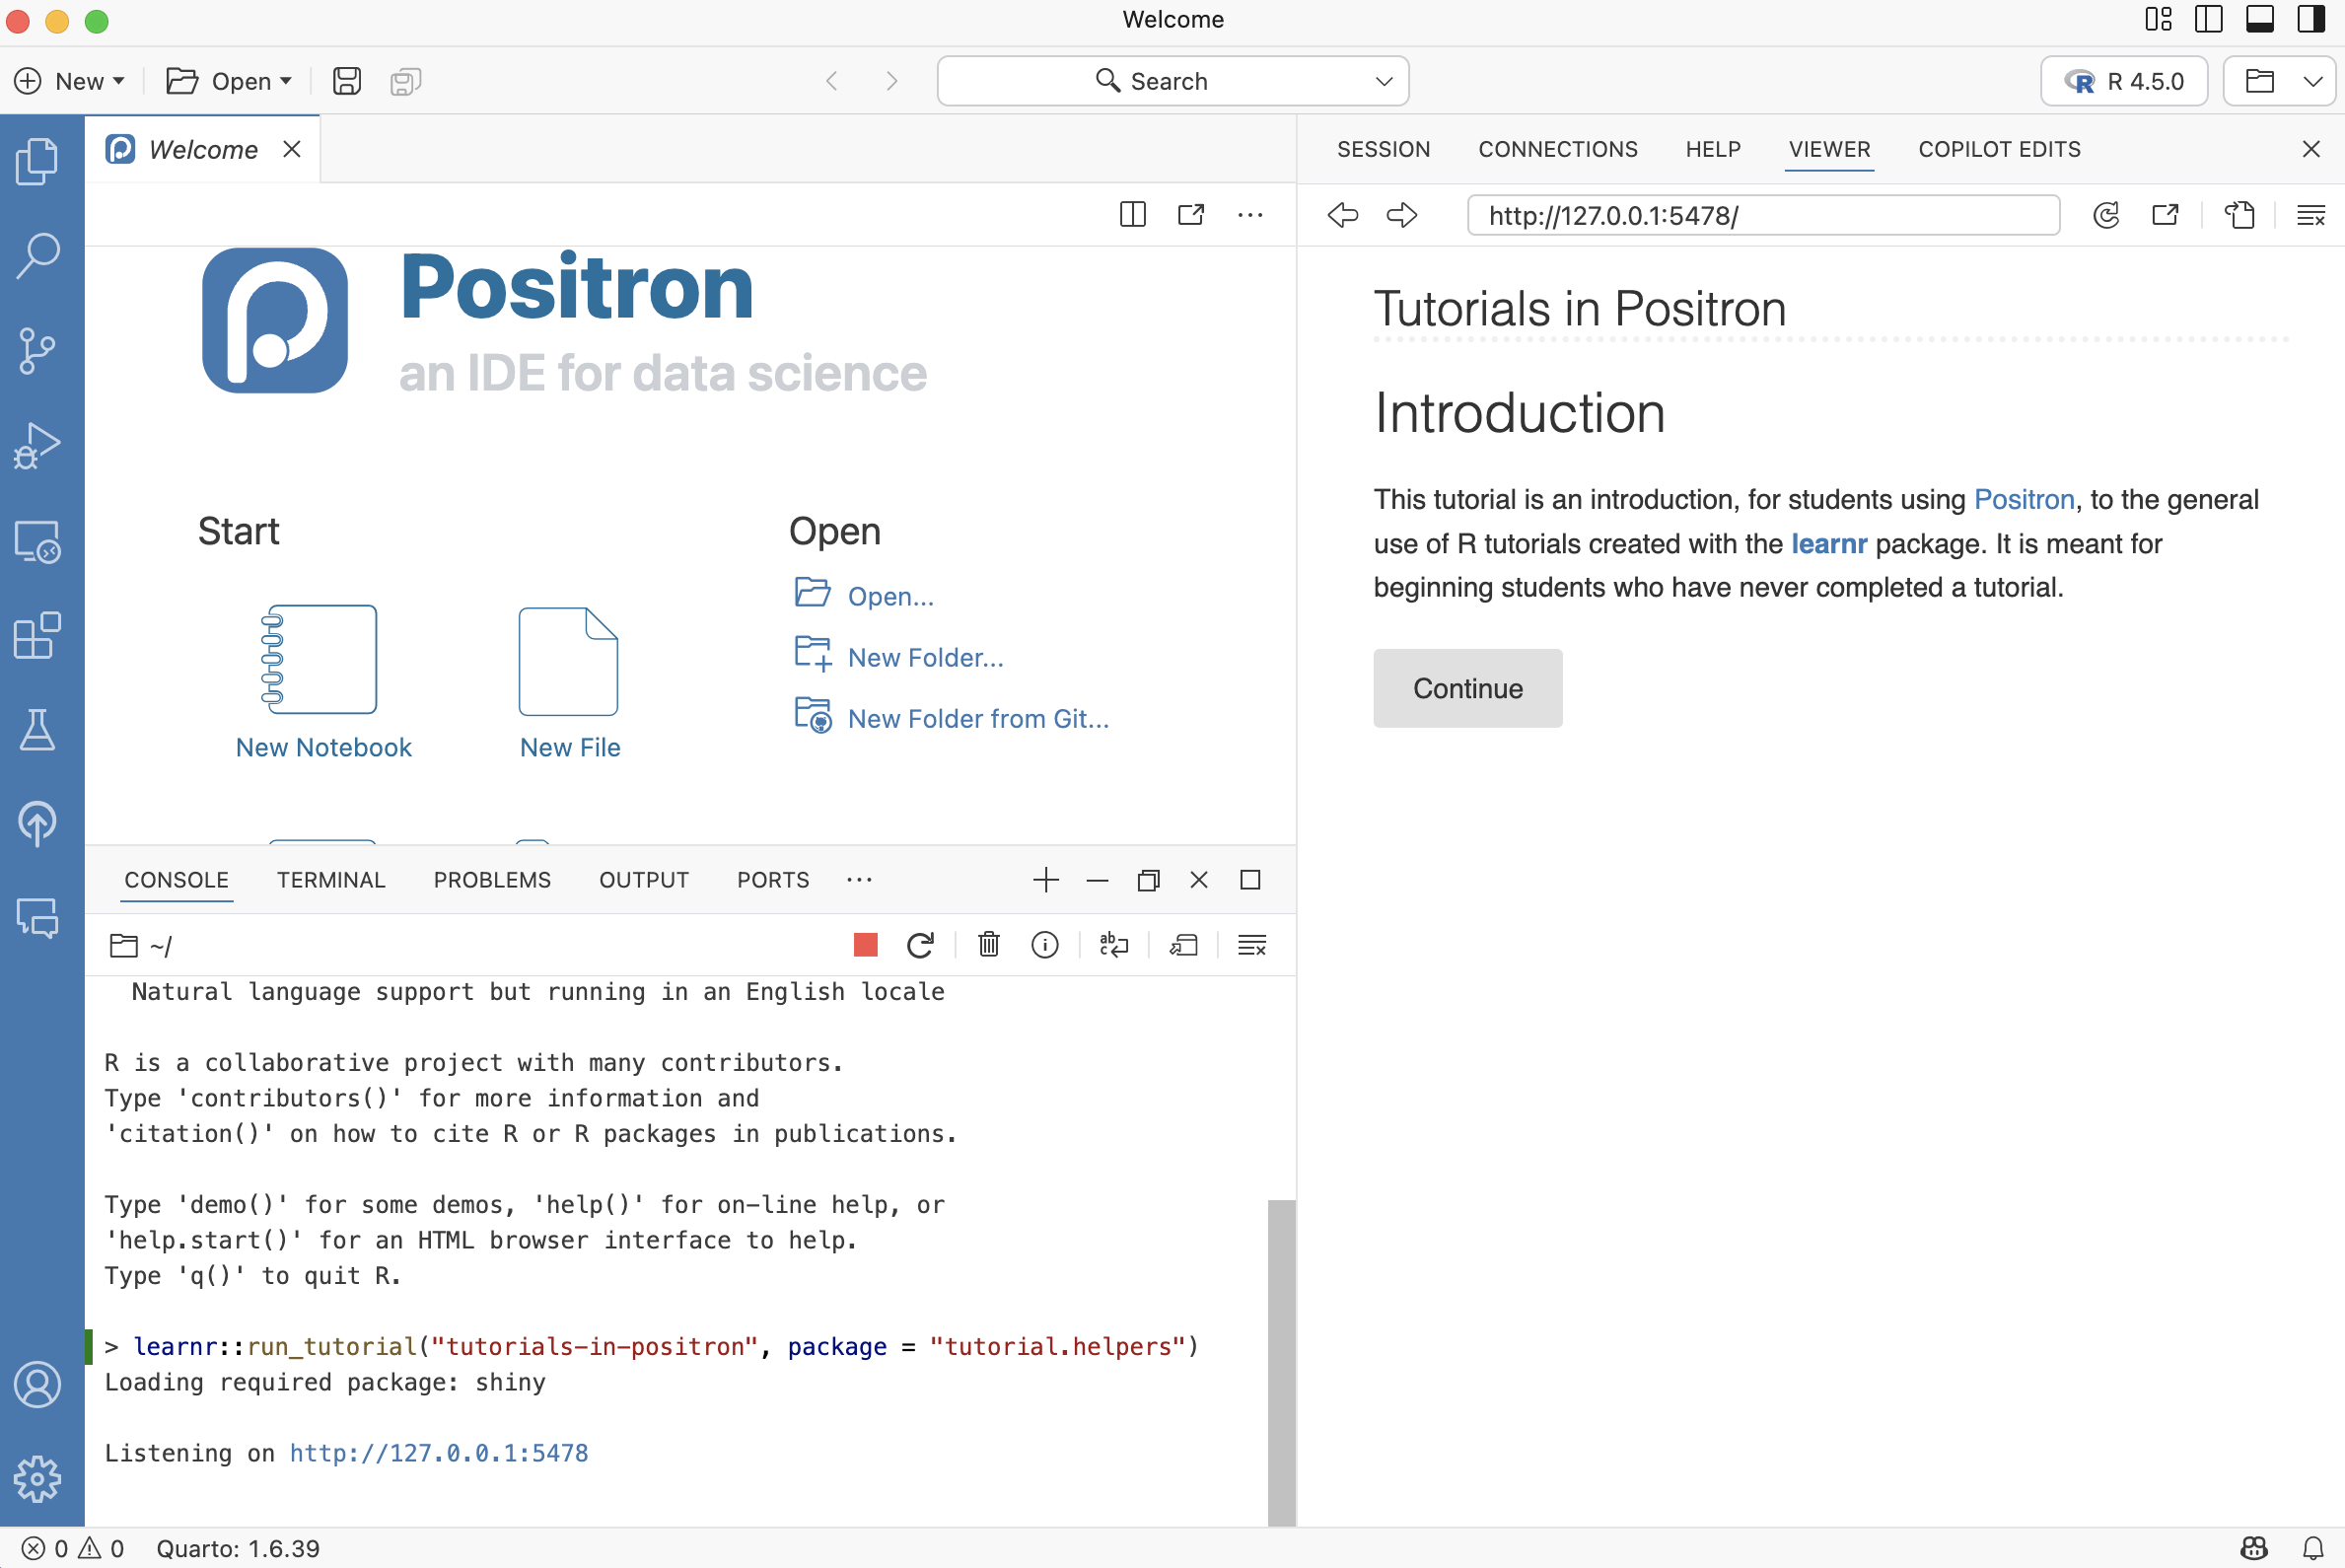 Welcome
New
Open
Search
R 4.5.0
Welcome
Positron
an IDE for data science
Start
Open
Open...
New Folder...
New Folder from Git...
New Notebook
New File
SESSION
CONNECTIONS
HELP
VIEWER
COPILOT EDITS
http://127.0.0.1:5478/
Tutorials in Positron
Introduction
This tutorial is an introduction, for students using Positron, to the general
use of R tutorials created with the learnr package. It is meant for
beginning students who have never completed a tutorial.
Continue
CONSOLE
TERMINAL
PROBLEMS
OUTPUT
PORTS
~/
Natural language support but running in an English locale
R is a collaborative project with many contributors.
Type 'contributors()' for more information and
'citation()' on how to cite R or R packages in publications.
Type 'demo()' for some demos, 'help()' for on-line help, or
'help.start()' for an HTML browser interface to help.
Type 'q()' to quit R.
> learnr::run_tutorial("tutorials-in-positron", package = "tutorial.helpers")
Loading required package: shiny
Listening on http://127.0.0.1:5478
0
0
Quarto: 1.6.39